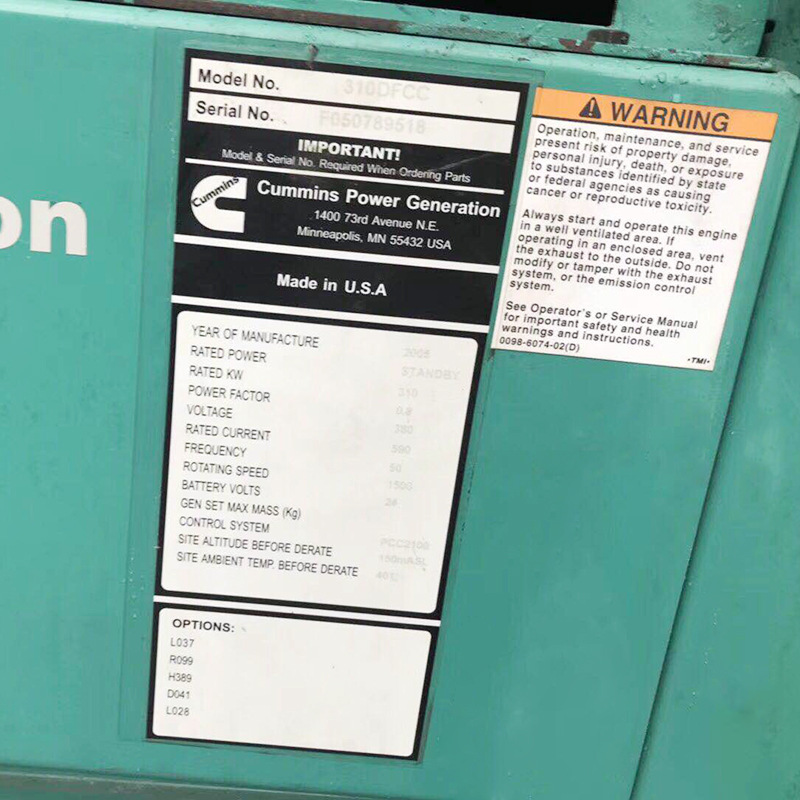 on
Model No. 310DFCC
Serial No. F050789518
IMPORTANT!
Model & Serial No. Required When Ordering Parts
Cummins
Cummins Power Generation
1400 73rd Avenue N.E.
Minneapolis, MN 55432 USA
Made in U.S.A
YEAR OF MANUFACTURE 2005
RATED POWER STANDBY
RATED KW 310
POWER FACTOR 0.8
VOLTAGE 380
RATED CURRENT 590
FREQUENCY 50
ROTATING SPEED 1500
BATTERY VOLTS 24
GEN SET MAX MASS (Kg)
CONTROL SYSTEM PCC2100
SITE ALTITUDE BEFORE DERATE 150mASL
SITE AMBIENT TEMP. BEFORE DERATE
OPTIONS:
L037
R099
H389
D041
L028
WARNING
Operation, maintenance, and service
present risk of property damage,
personal injury, death, or exposure
to substances identified by state
or federal agencies as causing
cancer or reproductive toxicity.
Always start and operate this engine
in a well ventilated area. If
operating in an enclosed area, vent
the exhaust to the outside. Do not
modify or tamper with the exhaust
system, or the emission control
system.
See Operator's or Service Manual
for important safety and health
warnings and instructions.
0098-6074-02(D)
•TMI•